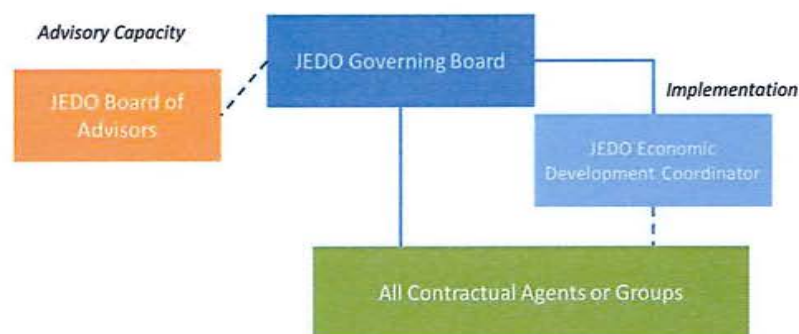 Advisory Capacity
JEDO Governing Board
JEDO Board of
Advisors
Implementation
JEDO Economic
Development Coordinator
All Contractual Agents or Groups